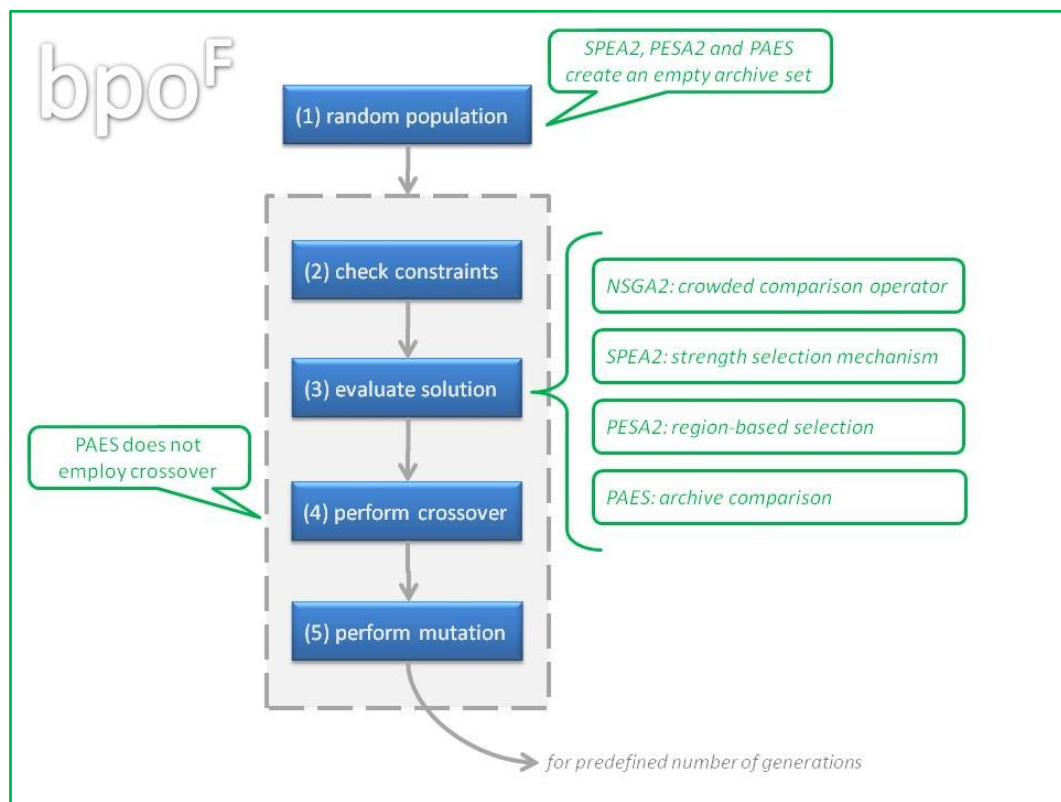 bpoF
SPEA2, PESA2 and PAES
create an empty archive set
(1) random population
(2) check constraints
NSGA2: crowded comparison operator
SPEA2: strength selection mechanism
(3) evaluate solution
PESA2: region-based selection
PAES does not
employ crossover
PAES: archive comparison
(4) perform crossover
(5) perform mutation
for predefined number of generations